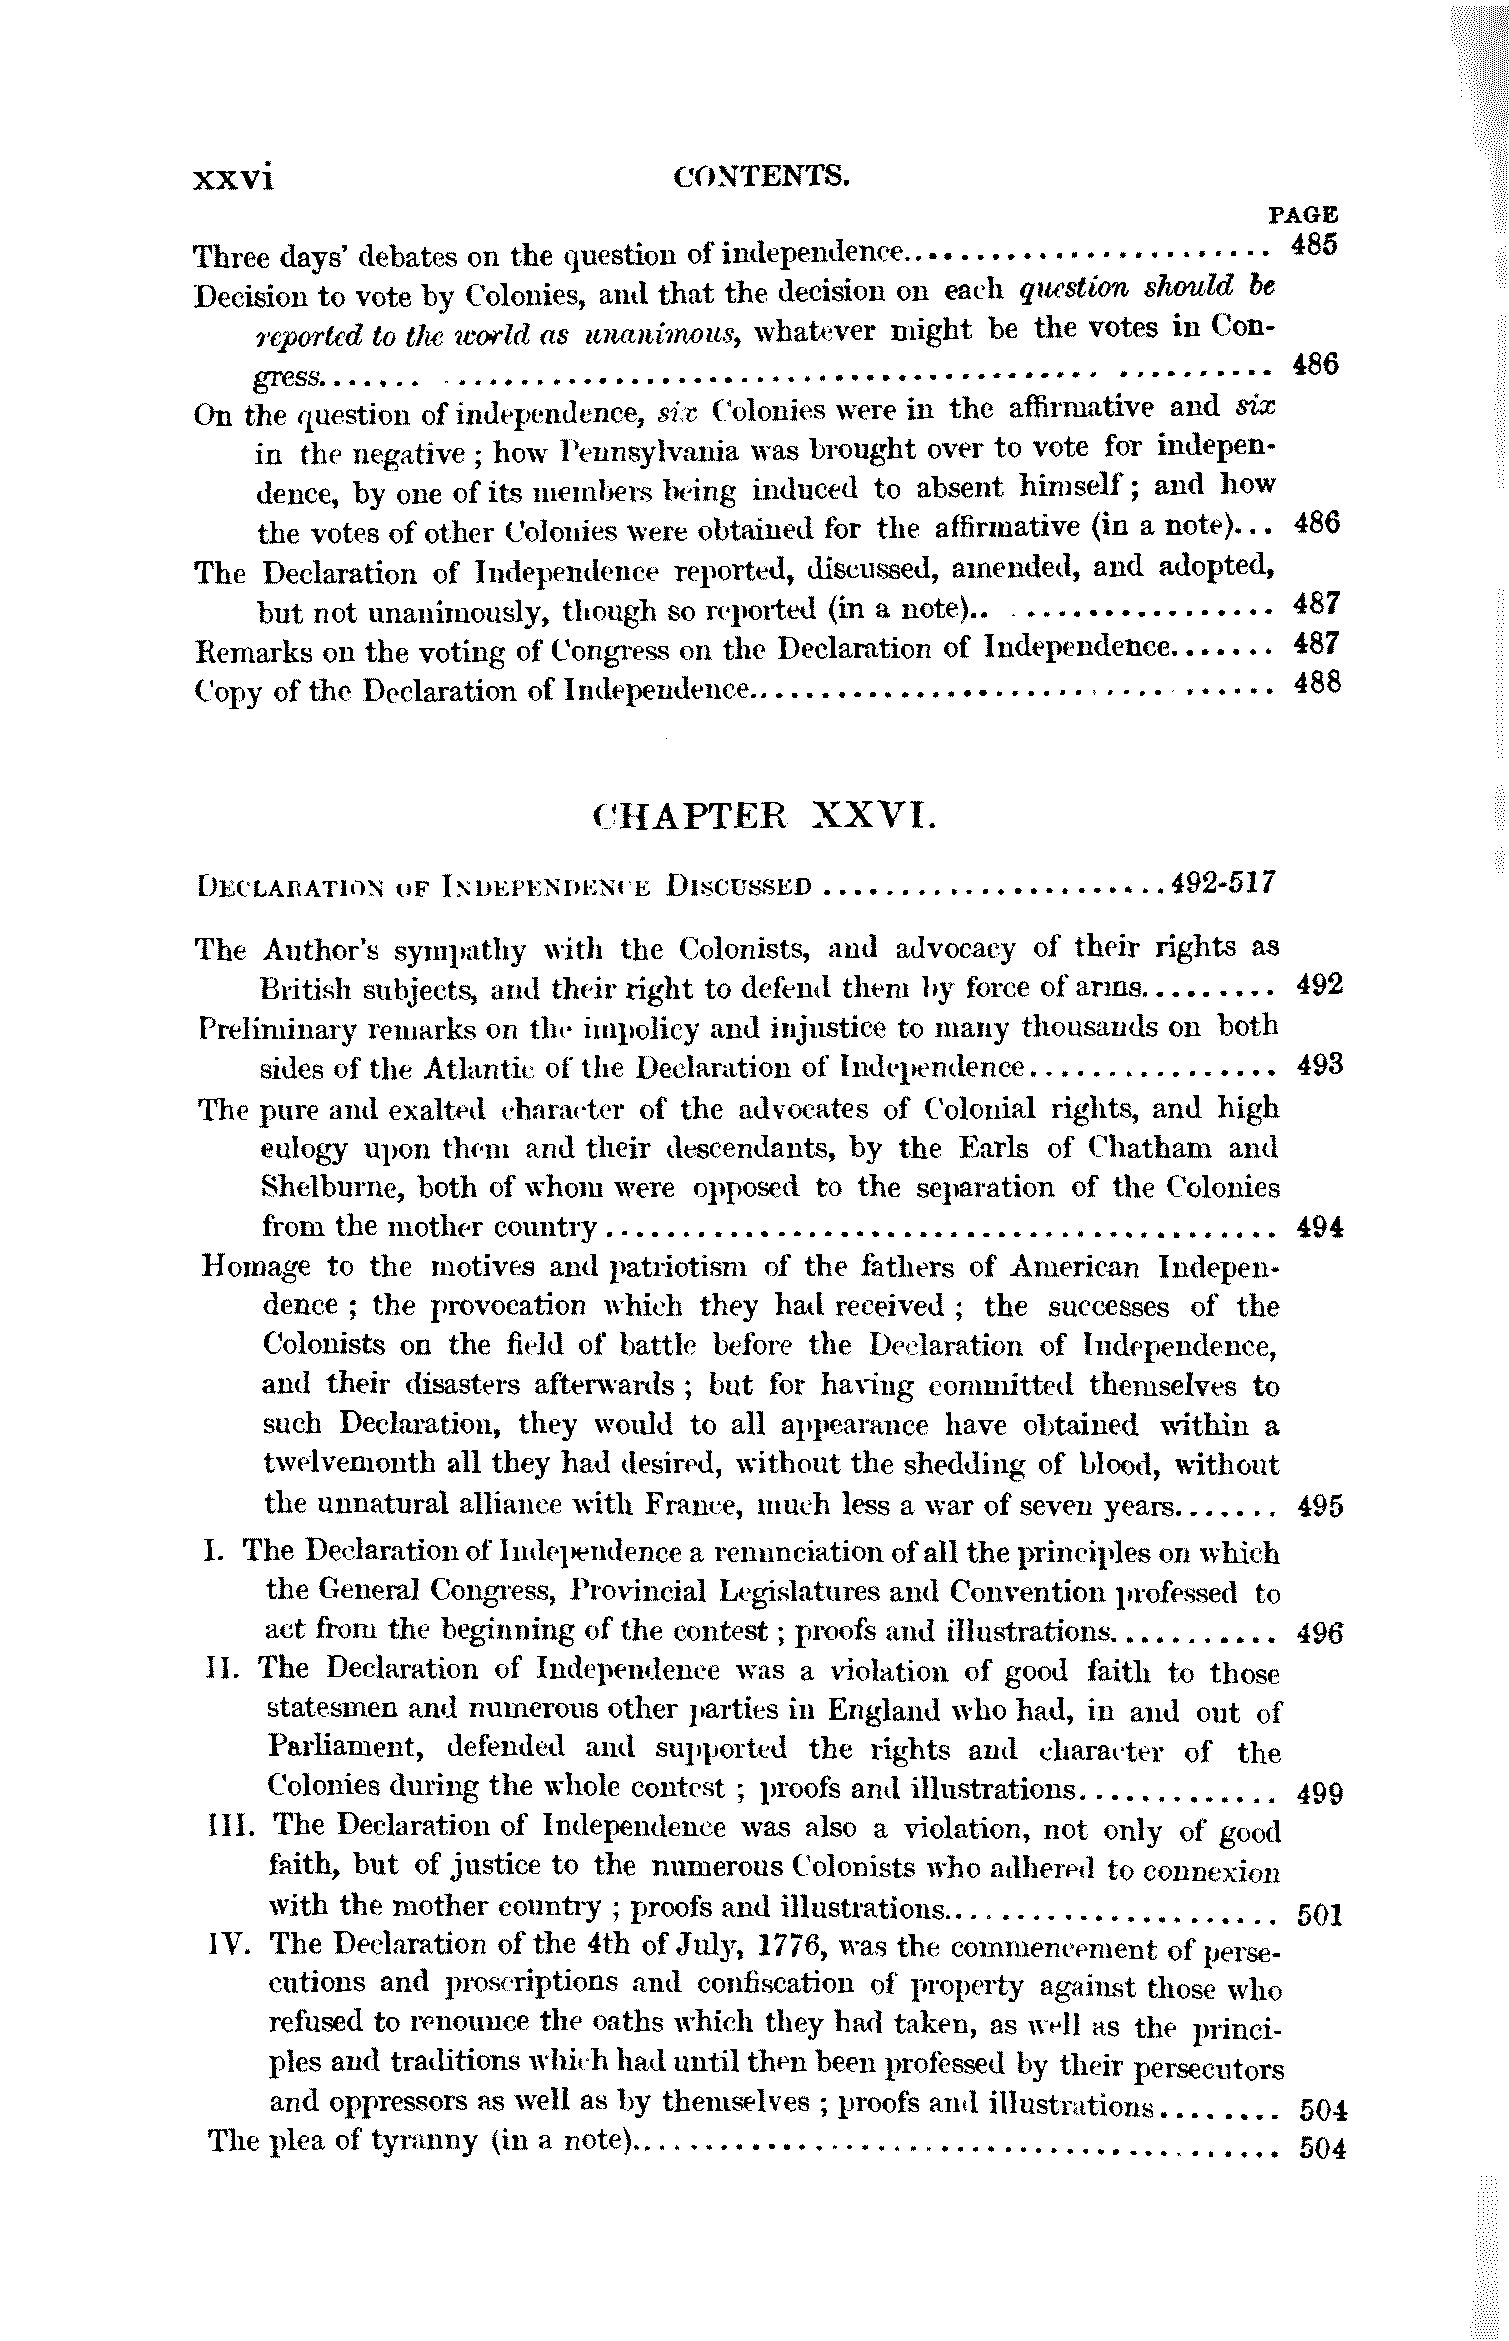 xxvi CONTENTS.
PAGE
Three days' debates on the question of independence........................ 485
Decision to vote by Colonies, and that the decision on each question should be
reported to the world as unanimous, whatever might be the votes in Con-
gress....... .......................................... .......... 486
On the question of independence, six Colonies were in the affirmative and six
in the negative ; how Pennsylvania was brought over to vote for indepen-
dence, by one of its members being induced to absent himself ; and how
the votes of other Colonies were obtained for the affirmative (in a note)... 486
The Declaration of Independence reported, discussed, amended, and adopted,
but not unanimously, though so reported (in a note).. ................. 487
Remarks on the voting of Congress on the Declaration of Independence....... 487
Copy of the Declaration of Independence.................................. 488
CHAPTER XXVI.
DECLARATION OF INDEPENDENCE DISCUSSED ......................492-517
The Author's sympathy with the Colonists, and advocacy of their rights as
British subjects, and their right to defend them by force of arms......... 492
Preliminary remarks on the impolicy and injustice to many thousands on both
sides of the Atlantic of the Declaration of Independence................ 493
The pure and exalted character of the advocates of Colonial rights, and high
eulogy upon them and their descendants, by the Earls of Chatham and
Shelburne, both of whom were opposed to the separation of the Colonies
from the mother country ........................................... 494
Homage to the motives and patriotism of the fathers of American Indepen-
dence ; the provocation which they had received ; the successes of the
Colonists on the field of battle before the Declaration of Independence,
and their disasters afterwards ; but for having committed themselves to
such Declaration, they would to all appearance have obtained within a
twelvemonth all they had desired, without the shedding of blood, without
the unnatural alliance with France, much less a war of seven years....... 495
I. The Declaration of Independence a renunciation of all the principles on which
the General Congress, Provincial Legislatures and Convention professed to
act from the beginning of the contest ; proofs and illustrations........... 496
II. The Declaration of Independence was a violation of good faith to those
statesmen and numerous other parties in England who had, in and out of
Parliament, defended and supported the rights and character of the
Colonies during the whole contest ; proofs and illustrations............. 499
III. The Declaration of Independence was also a violation, not only of good
faith, but of justice to the numerous Colonists who adhered to connexion
with the mother country ; proofs and illustrations...................... 501
IV. The Declaration of the 4th of July, 1776, was the commencement of perse-
cutions and proscriptions and confiscation of property against those who
refused to renounce the oaths which they had taken, as well as the princi-
ples and traditions which had until then been professed by their persecutors
and oppressors as well as by themselves ; proofs and illustrations........ 504
The plea of tyranny (in a note).......................................... 504